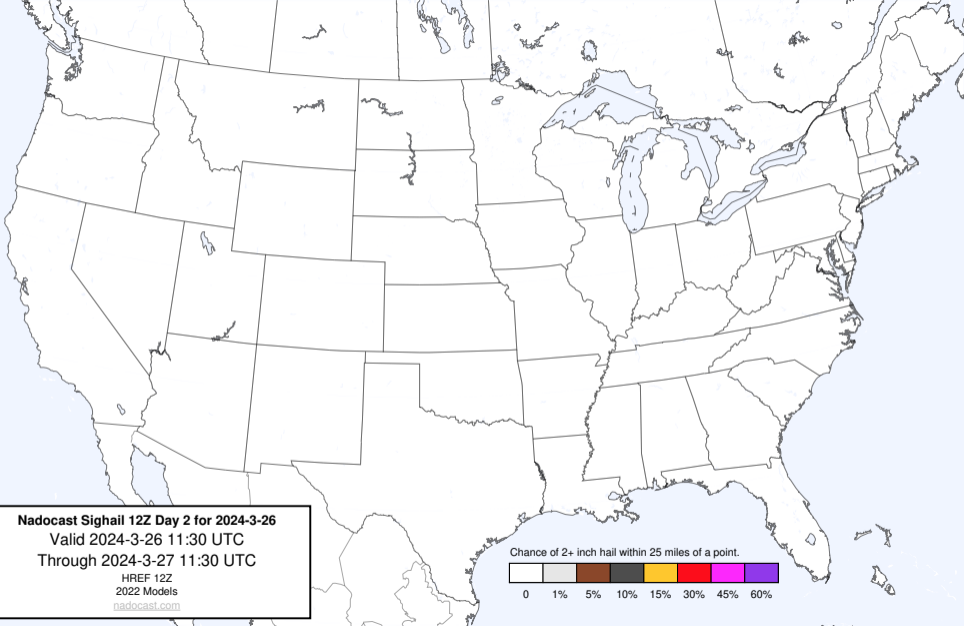 Nadocast Sighail 12Z Day 2 for 2024-3-26
Valid 2024-3-26 11:30 UTC
Through 2024-3-27 11:30 UTC
HREF 12Z
2022 Models
nadocast.com
Chance of 2+ inch hail within 25 miles of a point.
0 1% 5% 10% 15% 30% 45% 60%